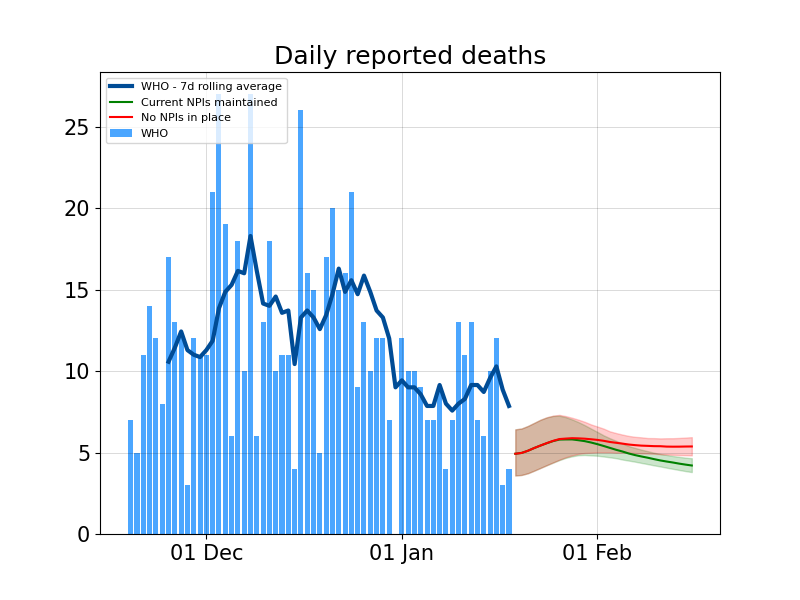 Daily reported deaths
WHO - 7d rolling average
Current NPIs maintained
No NPIs in place
WHO
25
20
15
10
5
0
01 Dec
01 Jan
01 Feb